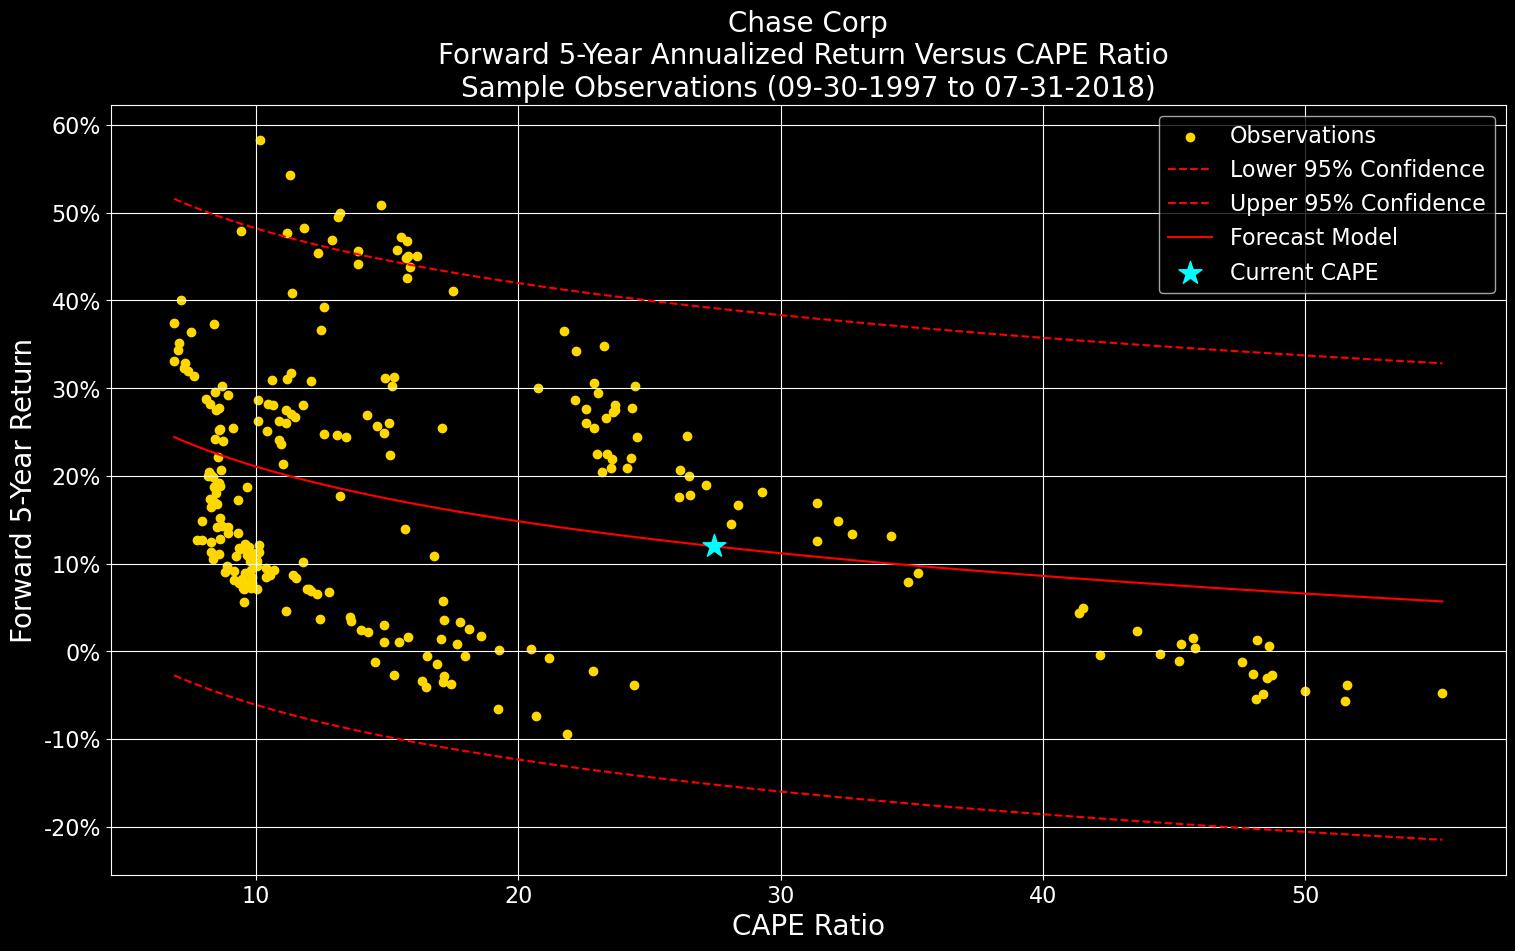 Chase Corp
Forward 5-Year Annualized Return Versus CAPE Ratio
Sample Observations (09-30-1997 to 07-31-2018)
Observations
Lower 95% Confidence
Upper 95% Confidence
Forecast Model
Current CAPE
Forward 5-Year Return
60%
50%
40%
30%
20%
10%
0%
-10%
-20%
10 20 30 40 50
CAPE Ratio